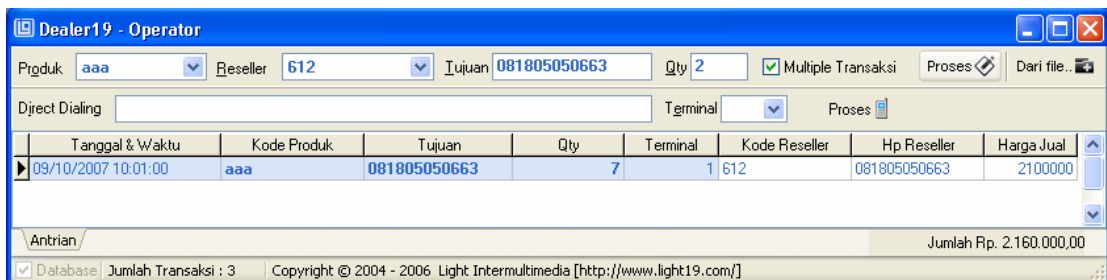 Dealer19 - Operator
Produk aaa Reseller 612 Tujuan 081805050663 Qty 2 Multiple Transaksi Proses Dari file..
Direct Dialing Terminal Proses
Tanggal & Waktu Kode Produk Tujuan Qty Terminal Kode Reseller Hp Reseller Harga Jual
09/10/2007 10:01:00 aaa 081805050663 7 1 612 081805050663 2100000
Antrian Jumlah Rp. 2.160.000,00
Database Jumlah Transaksi : 3 Copyright © 2004 - 2006 Light Intermultimedia [http://www.light19.com/]